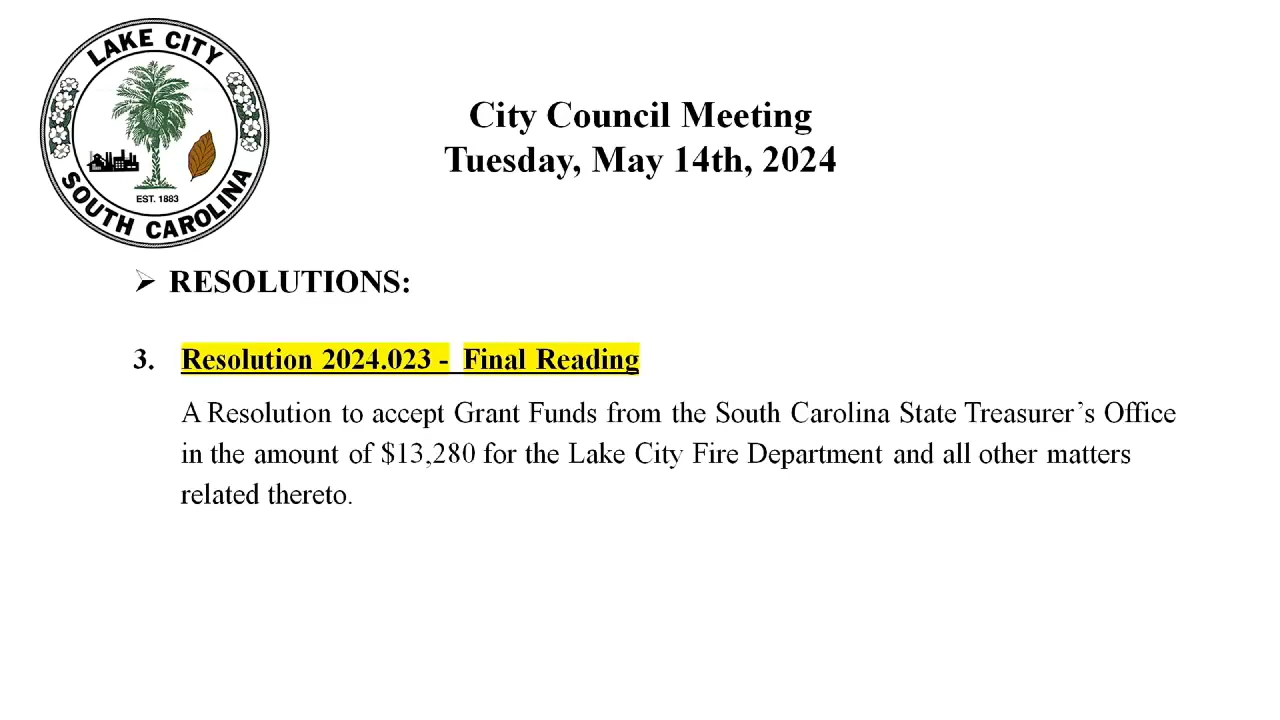 LAKE CITY
EST. 1883
SOUTH CAROLINA
City Council Meeting
Tuesday, May 14th, 2024
➢ RESOLUTIONS:
3. Resolution 2024.023 - Final Reading
A Resolution to accept Grant Funds from the South Carolina State Treasurer’s Office
in the amount of $13,280 for the Lake City Fire Department and all other matters
related thereto.